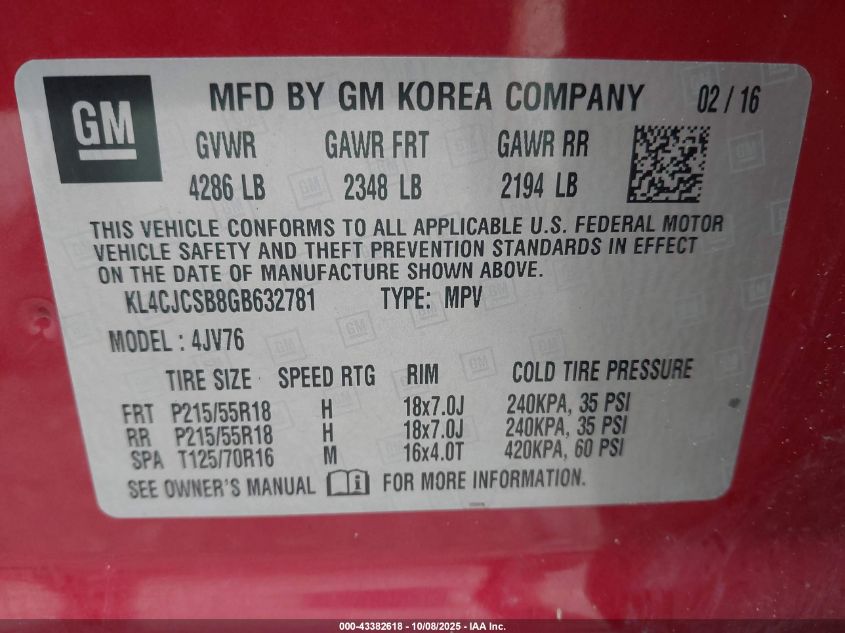 GM MFD BY GM KOREA COMPANY 02 / 16
GVWR GAWR FRT GAWR RR
4286 LB 2348 LB 2194 LB
THIS VEHICLE CONFORMS TO ALL APPLICABLE U.S. FEDERAL MOTOR
VEHICLE SAFETY AND THEFT PREVENTION STANDARDS IN EFFECT
ON THE DATE OF MANUFACTURE SHOWN ABOVE.
KL4CJCSB8GB632781 TYPE: MPV
MODEL : 4JV76
TIRE SIZE SPEED RTG RIM COLD TIRE PRESSURE
FRT P215/55R18 H 18x7.0J 240KPA, 35 PSI
RR P215/55R18 H 18x7.0J 240KPA, 35 PSI
SPA T125/70R16 M 16x4.0T 420KPA, 60 PSI
SEE OWNER'S MANUAL i FOR MORE INFORMATION.
000-43382618 - 10/08/2025 - IAA Inc.